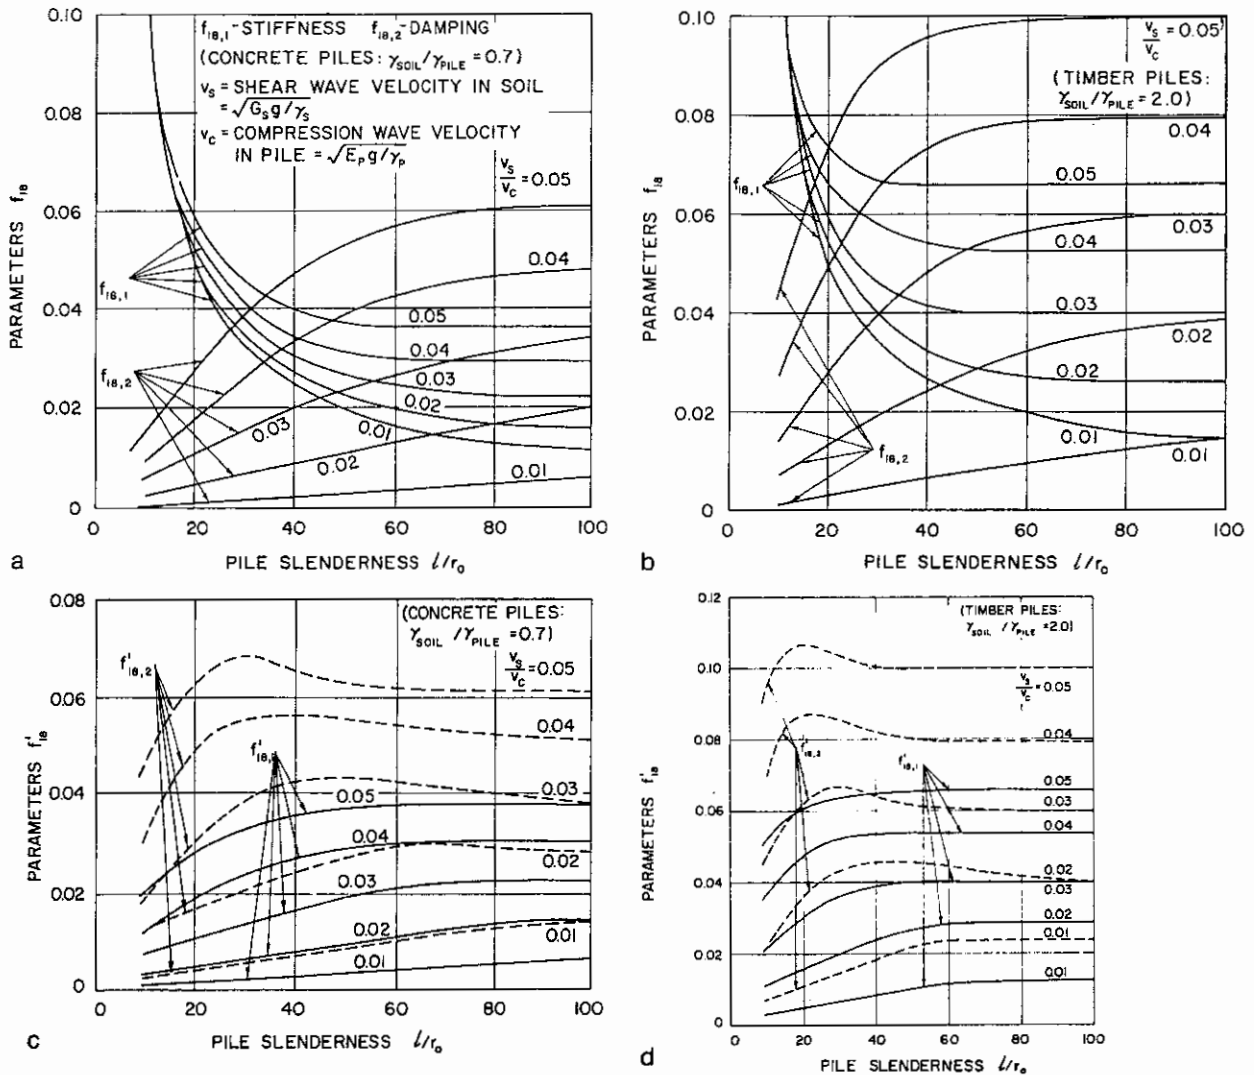 0.10
0.08
0.06
0.04
0.02
0
PARAMETERS f₁₈
f₁₈,₁-STIFFNESS f₁₈,₂-DAMPING
(CONCRETE PILES: γSOIL/γPILE = 0.7)
vS = SHEAR WAVE VELOCITY IN SOIL
= √GS g/γS
vC = COMPRESSION WAVE VELOCITY
IN PILE = √EP g/γP
vS/vC = 0.05
0.04
0.05
0.04
0.03
0.02
0.01
0.03
0.02
0.01
f₁₈,₁
f₁₈,₂
0 20 40 60 80 100
PILE SLENDERNESS l/r₀
a
0.10
0.08
0.06
0.04
0.02
0
PARAMETERS f₁₈
vS/vC = 0.05
(TIMBER PILES:
γSOIL/γPILE = 2.0)
0.04
0.05
0.03
0.04
0.03
0.02
0.02
0.01
0.01
f₁₈,₁
f₁₈,₂
0 20 40 60 80 100
PILE SLENDERNESS l/r₀
b
0.08
0.06
0.04
0.02
0
PARAMETERS f'₁₈
(CONCRETE PILES:
γSOIL /γPILE = 0.7)
vS/vC = 0.05
f'₁₈,₂
f'₁₈,
0.04
0.03
0.05
0.04
0.02
0.03
0.02
0.01
0.01
0 20 40 60 80 100
PILE SLENDERNESS l/r₀
c
0.12
0.10
0.08
0.06
0.04
0.02
0
PARAMETERS f'₁₈
(TIMBER PILES:
γSOIL /γPILE = 2.0)
vS/vC = 0.05
0.04
f'₁₈,₂
f'₁₈,₁
0.05
0.03
0.04
0.02
0.03
0.02
0.01
0.01
0 20 40 60 80 100
PILE SLENDERNESS l/r₀
d